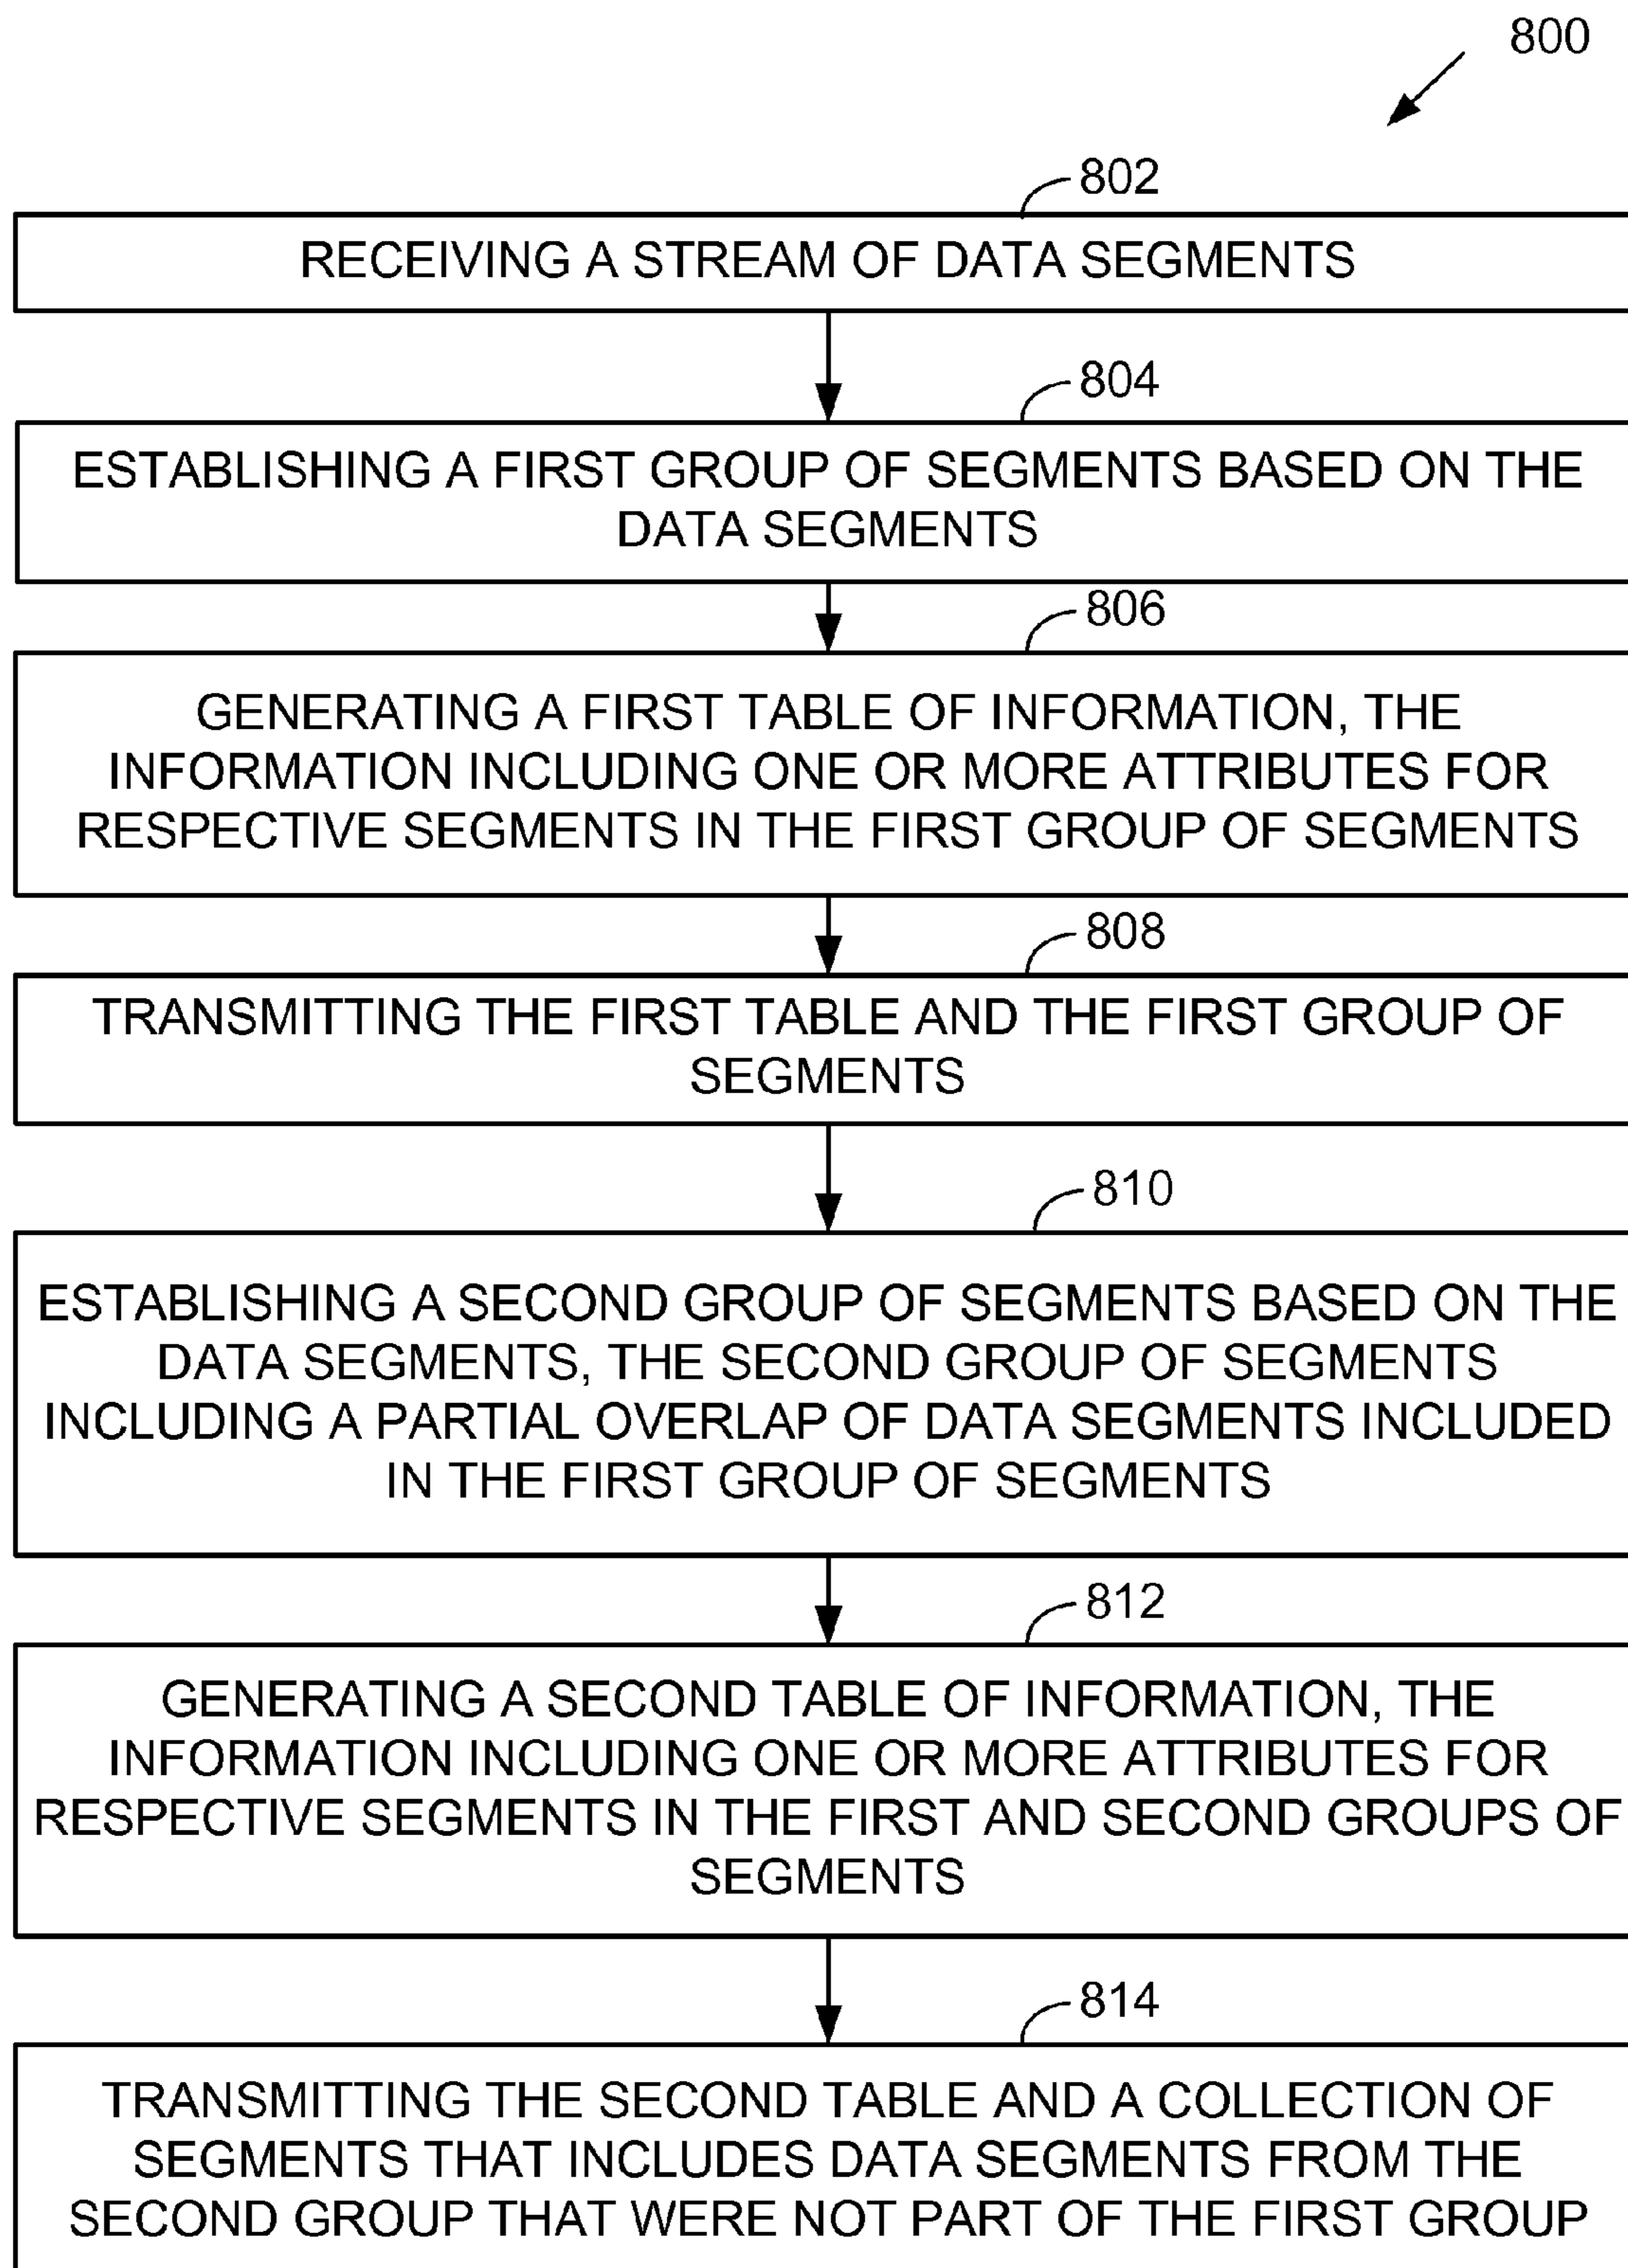 800
802
RECEIVING A STREAM OF DATA SEGMENTS
804
ESTABLISHING A FIRST GROUP OF SEGMENTS BASED ON THE
DATA SEGMENTS
806
GENERATING A FIRST TABLE OF INFORMATION, THE
INFORMATION INCLUDING ONE OR MORE ATTRIBUTES FOR
RESPECTIVE SEGMENTS IN THE FIRST GROUP OF SEGMENTS
808
TRANSMITTING THE FIRST TABLE AND THE FIRST GROUP OF
SEGMENTS
810
ESTABLISHING A SECOND GROUP OF SEGMENTS BASED ON THE
DATA SEGMENTS, THE SECOND GROUP OF SEGMENTS
INCLUDING A PARTIAL OVERLAP OF DATA SEGMENTS INCLUDED
IN THE FIRST GROUP OF SEGMENTS
812
GENERATING A SECOND TABLE OF INFORMATION, THE
INFORMATION INCLUDING ONE OR MORE ATTRIBUTES FOR
RESPECTIVE SEGMENTS IN THE FIRST AND SECOND GROUPS OF
SEGMENTS
814
TRANSMITTING THE SECOND TABLE AND A COLLECTION OF
SEGMENTS THAT INCLUDES DATA SEGMENTS FROM THE
SECOND GROUP THAT WERE NOT PART OF THE FIRST GROUP